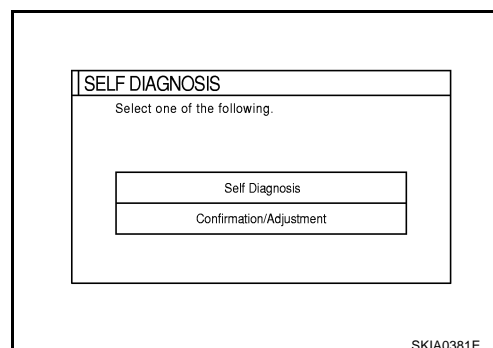 SELF DIAGNOSIS
Select one of the following.
Self Diagnosis
Confirmation/Adjustment
SKIA0381E